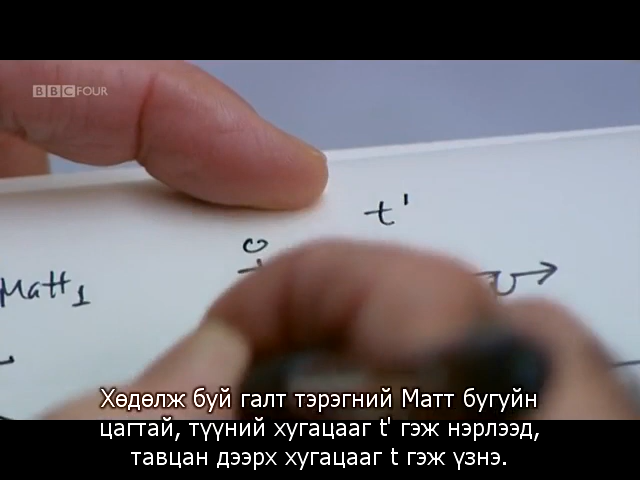 BBC FOUR
t'
Matt₁
v
Хөдөлж буй галт тэрэгний Матт бугуйн
цагтай, түүний хугацааг t' гэж нэрлээд,
тавцан дээрх хугацааг t гэж үзнэ.